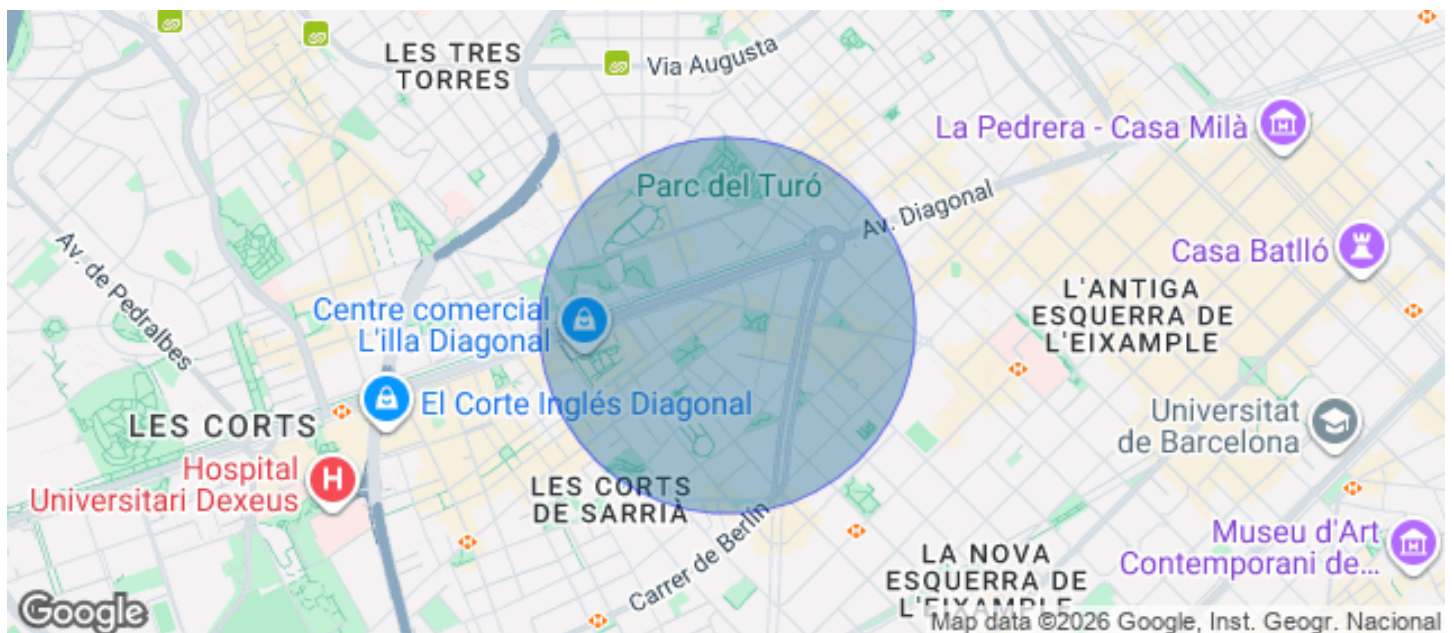 LES TRES
TORRES
Via Augusta
La Pedrera - Casa Milà
Parc del Turó
Av. Diagonal
Av. de Pedralbes
Casa Batlló
L'ANTIGA
ESQUERRA DE
L'EIXAMPLE
Centre comercial
L'illa Diagonal
El Corte Inglés Diagonal
LES CORTS
Universitat
de Barcelona
Hospital
Universitari Dexeus
LES CORTS
DE SARRIÀ
Carrer de Berlín
Museu d'Art
Contemporani de...
LA NOVA
ESQUERRA DE
L'EIXAMPLE
Google
Map data ©2026 Google, Inst. Geogr. Nacional